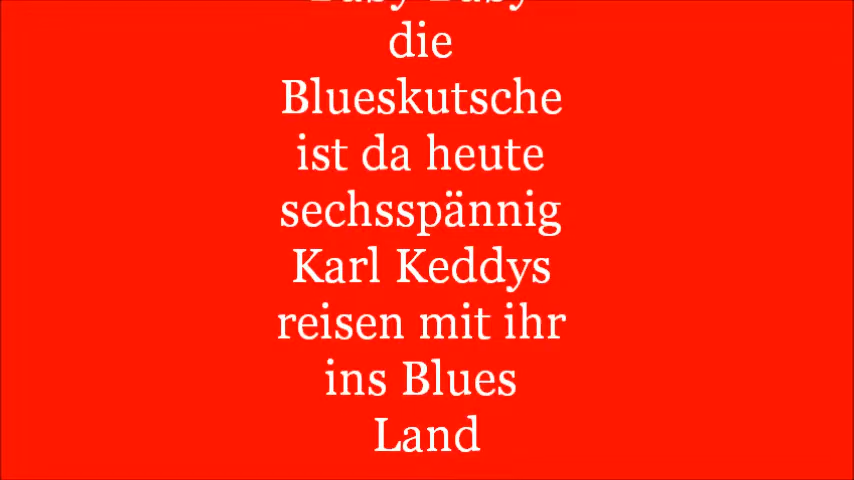 die
Blueskutsche
ist da heute
sechsspännig
Karl Keddys
reisen mit ihr
ins Blues
Land